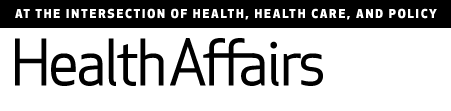 AT THE INTERSECTION OF HEALTH, HEALTH CARE, AND POLICY
HealthAffairs